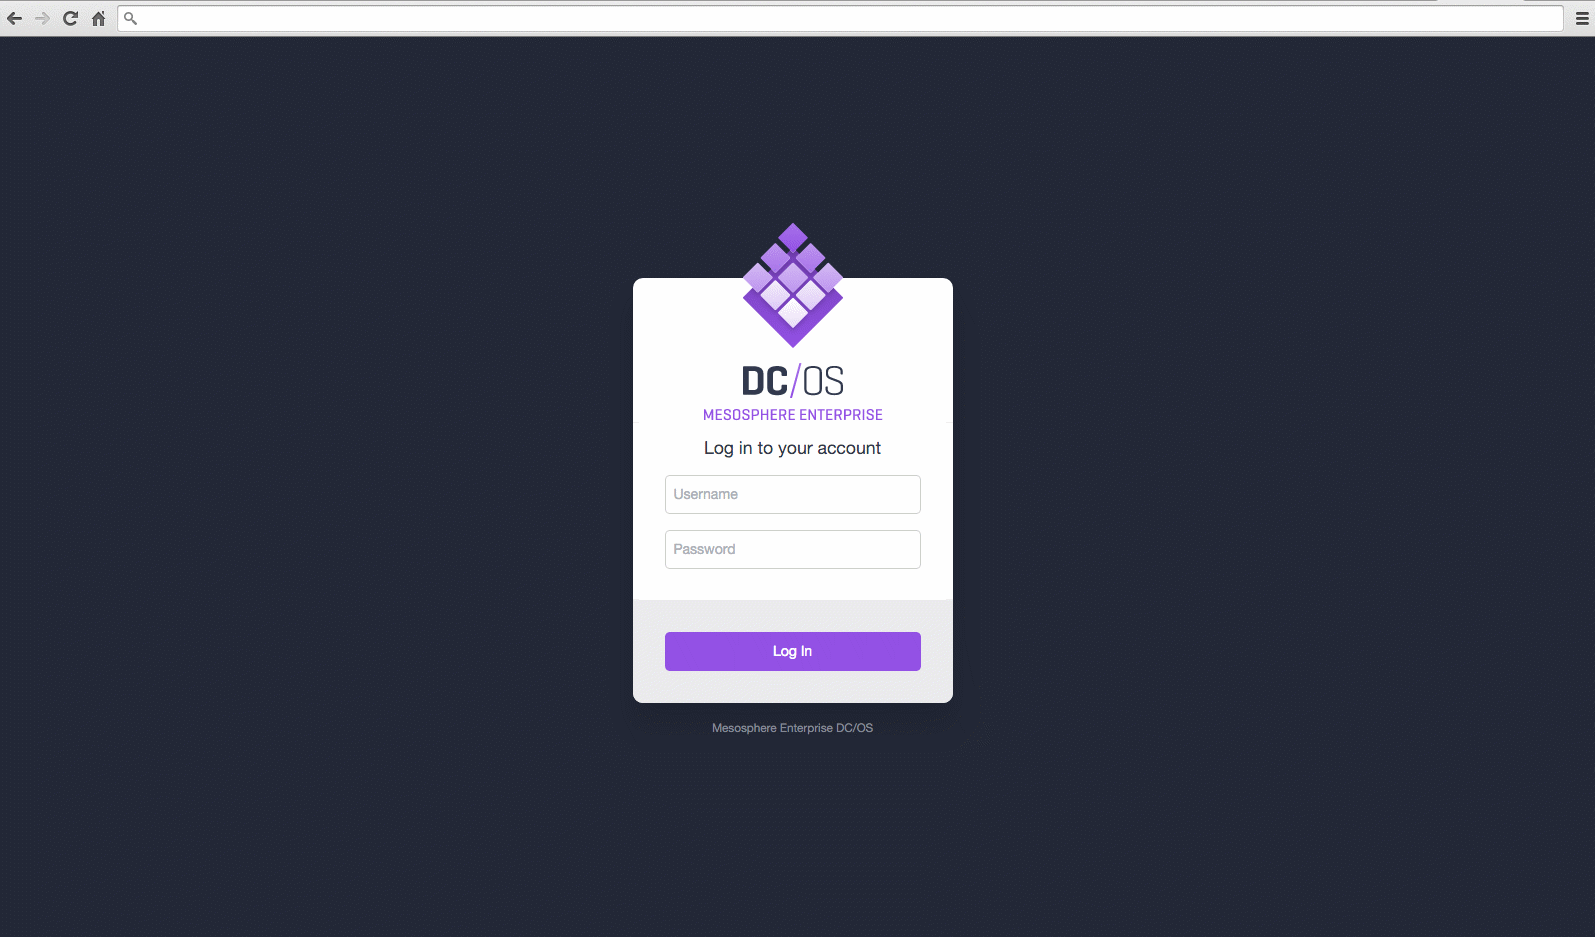 DC/OS
MESOSPHERE ENTERPRISE
Log in to your account
Username
Password
Log In
Mesosphere Enterprise DC/OS